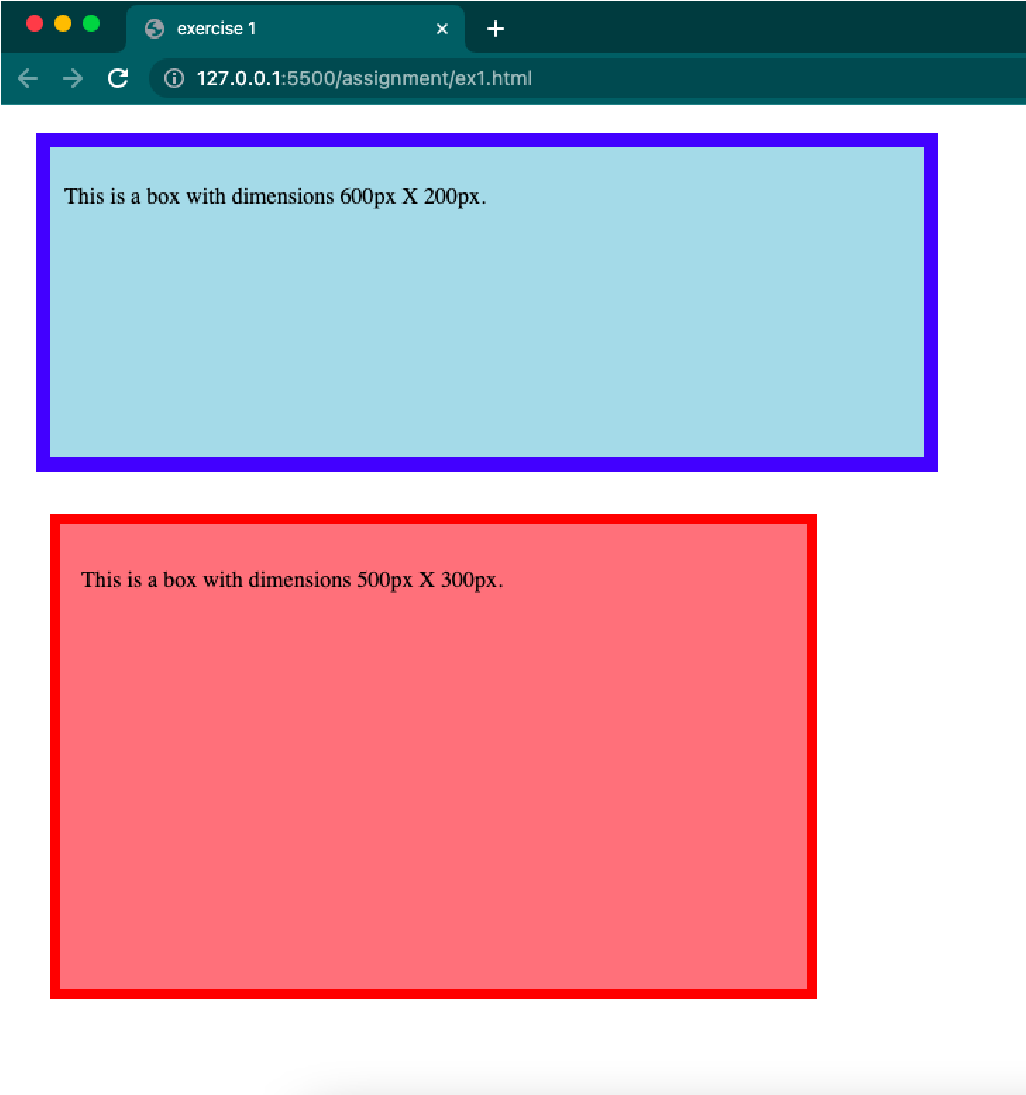 exercise 1
127.0.0.1:5500/assignment/ex1.html
This is a box with dimensions 600px X 200px.
This is a box with dimensions 500px X 300px.